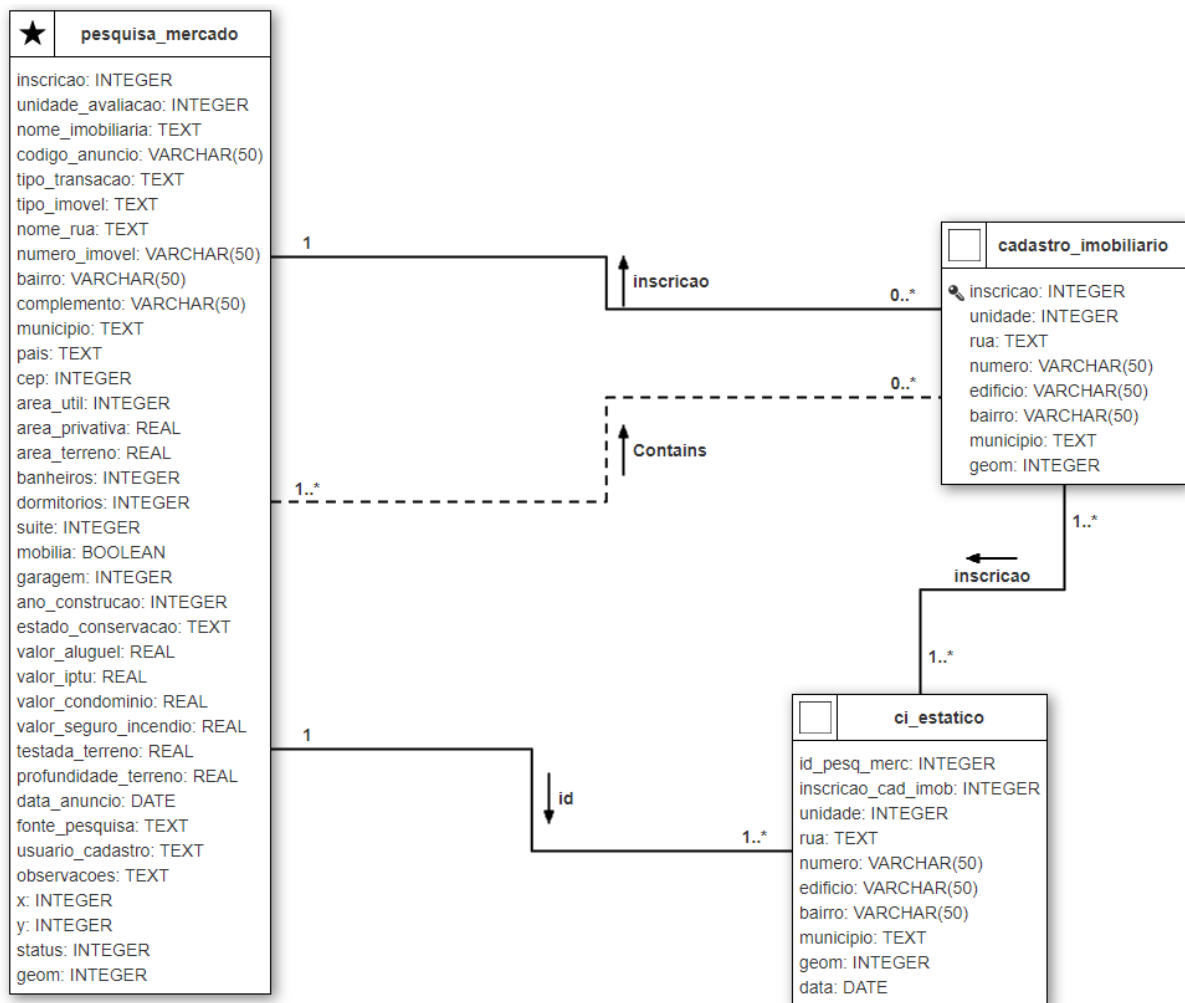 pesquisa_mercado
inscricao: INTEGER
unidade_avaliacao: INTEGER
nome_imobiliaria: TEXT
codigo_anuncio: VARCHAR(50)
tipo_transacao: TEXT
tipo_imovel: TEXT
nome_rua: TEXT
numero_imovel: VARCHAR(50)
bairro: VARCHAR(50)
complemento: VARCHAR(50)
municipio: TEXT
pais: TEXT
cep: INTEGER
area_util: INTEGER
area_privativa: REAL
area_terreno: REAL
banheiros: INTEGER
dormitorios: INTEGER
suite: INTEGER
mobilia: BOOLEAN
garagem: INTEGER
ano_construcao: INTEGER
estado_conservacao: TEXT
valor_aluguel: REAL
valor_iptu: REAL
valor_condominio: REAL
valor_seguro_incendio: REAL
testada_terreno: REAL
profundidade_terreno: REAL
data_anuncio: DATE
fonte_pesquisa: TEXT
usuario_cadastro: TEXT
observacoes: TEXT
x: INTEGER
y: INTEGER
status: INTEGER
geom: INTEGER
1
inscricao
0..*
1..*
Contains
0..*
1
id
1..*
cadastro_imobiliario
inscricao: INTEGER
unidade: INTEGER
rua: TEXT
numero: VARCHAR(50)
edificio: VARCHAR(50)
bairro: VARCHAR(50)
municipio: TEXT
geom: INTEGER
1..*
inscricao
1..*
ci_estatico
id_pesq_merc: INTEGER
inscricao_cad_imob: INTEGER
unidade: INTEGER
rua: TEXT
numero: VARCHAR(50)
edificio: VARCHAR(50)
bairro: VARCHAR(50)
municipio: TEXT
geom: INTEGER
data: DATE